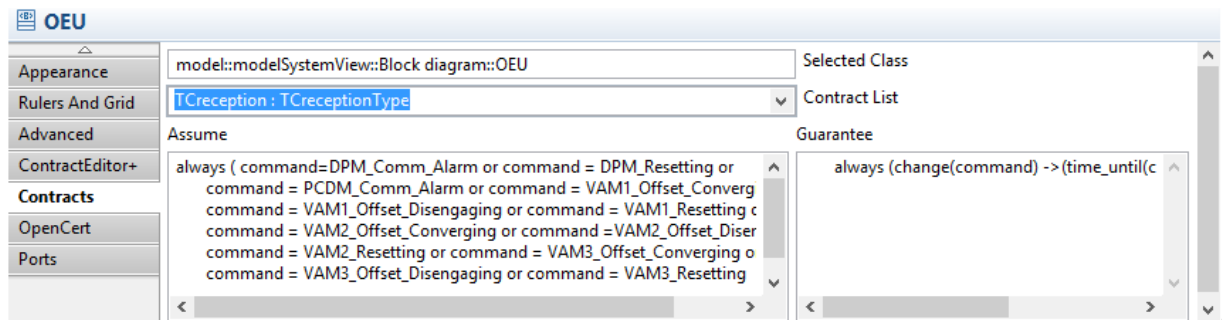 OEU
Appearance
Rulers And Grid
Advanced
ContractEditor+
Contracts
OpenCert
Ports
model::modelSystemView::Block diagram::OEU
Selected Class
TCreception : TCreceptionType
Contract List
Assume
Guarantee
always ( command=DPM_Comm_Alarm or command = DPM_Resetting or
command = PCDM_Comm_Alarm or command = VAM1_Offset_Converg
command = VAM1_Offset_Disengaging or command = VAM1_Resetting o
command = VAM2_Offset_Converging or command =VAM2_Offset_Diser
command = VAM2_Resetting or command = VAM3_Offset_Converging o
command = VAM3_Offset_Disengaging or command = VAM3_Resetting
always (change(command) ->(time_until(c